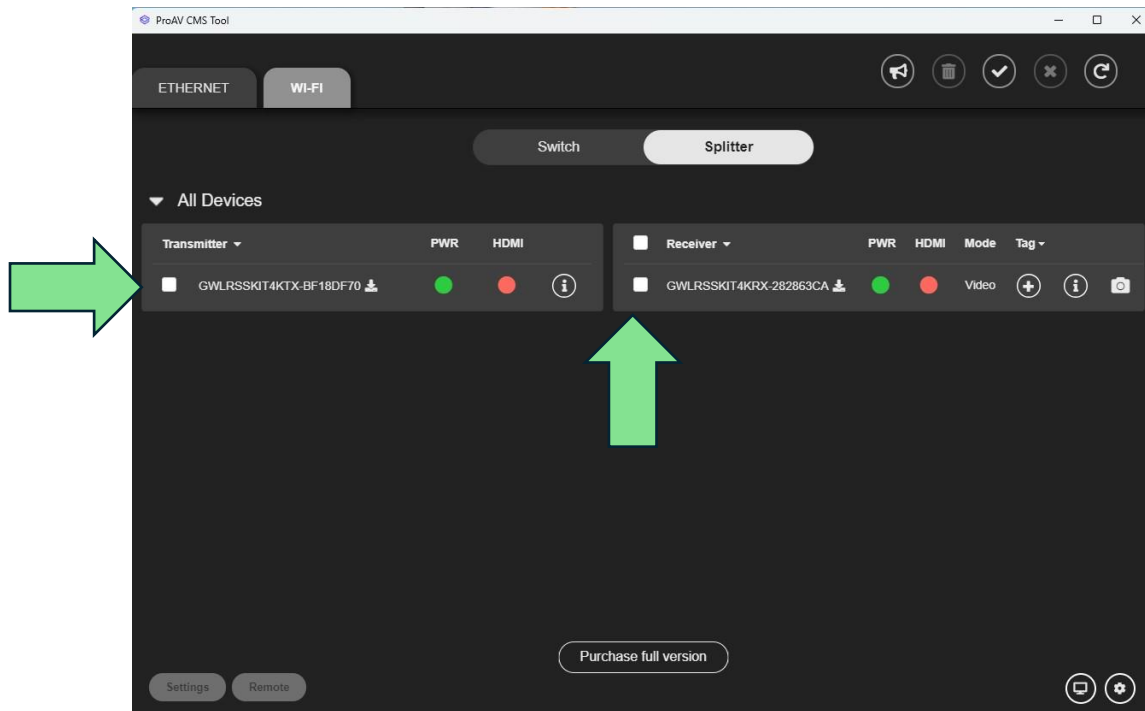 ProAV CMS Tool
ETHERNET WI-FI
Switch Splitter
All Devices
Transmitter PWR HDMI Receiver PWR HDMI Mode Tag
GWLRSSKIT4KTX-BF18DF70 GWLRSSKIT4KRX-282863CA Video
Purchase full version
Settings Remote